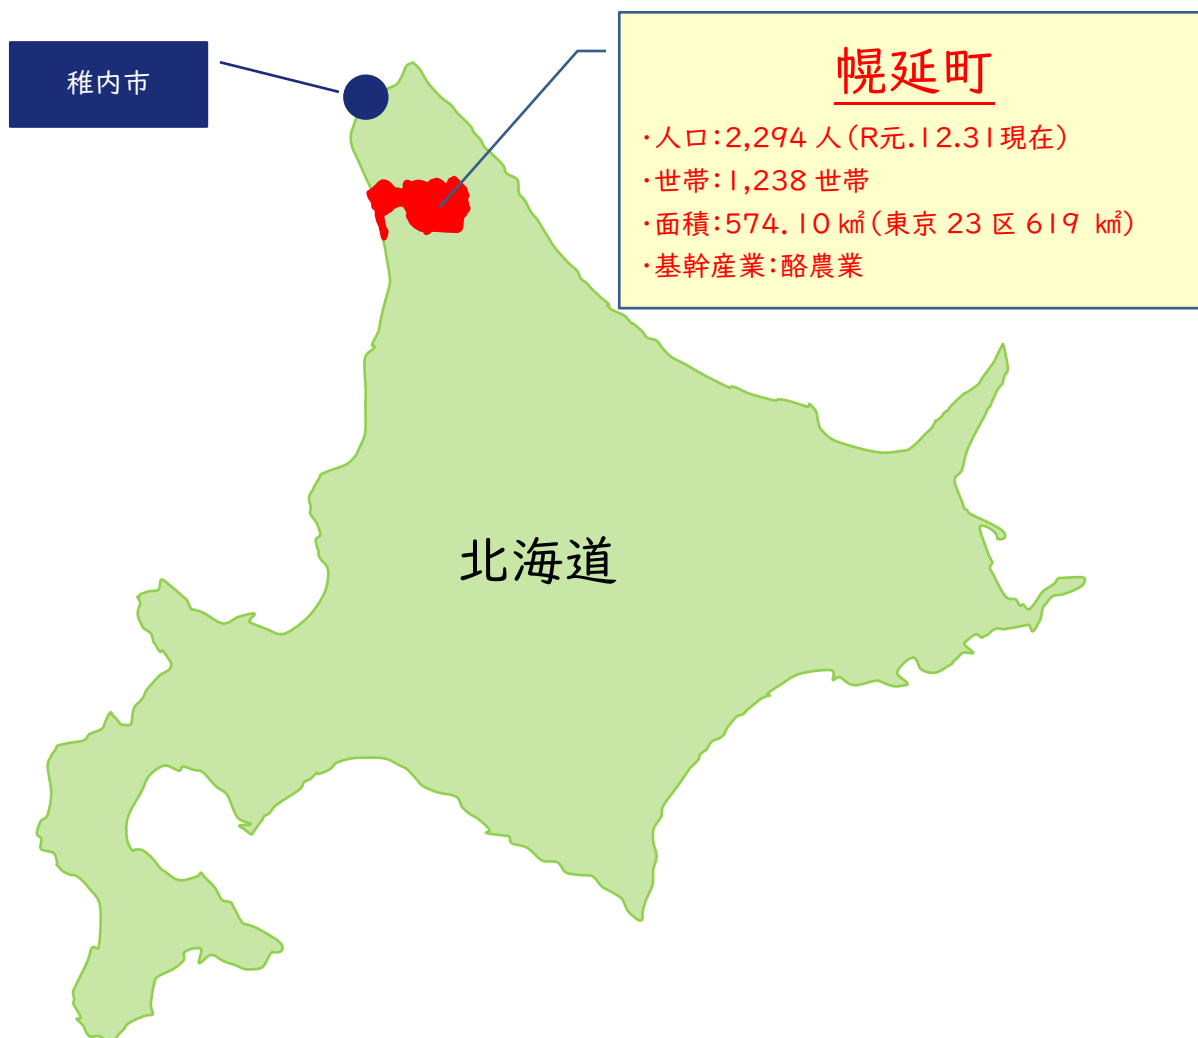 稚内市
幌延町
・人口：2,294 人（R元.12.31現在）
・世帯：1,238 世帯
・面積：574.10 ㎢（東京 23 区 619 ㎢）
・基幹産業：酪農業
北海道